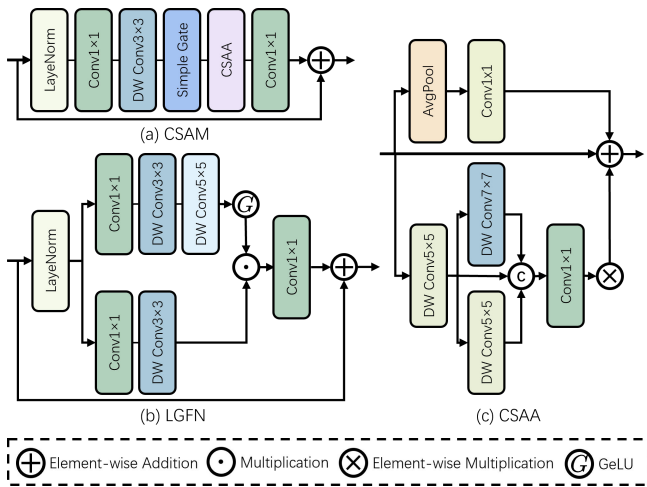 LayeNorm
Conv1×1
DW Conv3×3
Simple Gate
CSAA
Conv1×1
(a) CSAM
LayeNorm
Conv1×1
DW Conv3×3
DW Conv5×5
G
Conv1×1
Conv1×1
DW Conv3×3
(b) LGFN
AvgPool
Conv1x1
DW Conv5×5
DW Conv7×7
DW Conv5×5
C
Conv1×1
(c) CSAA
Element-wise Addition
Multiplication
Element-wise Multiplication
G
GeLU